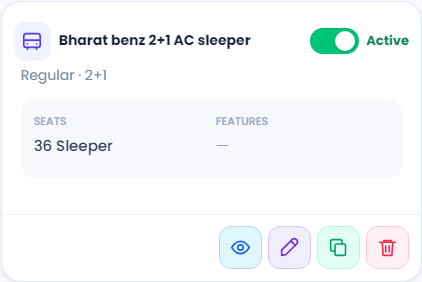 Bharat benz 2+1 AC sleeper
Active
Regular · 2+1
SEATS
FEATURES
36 Sleeper
—